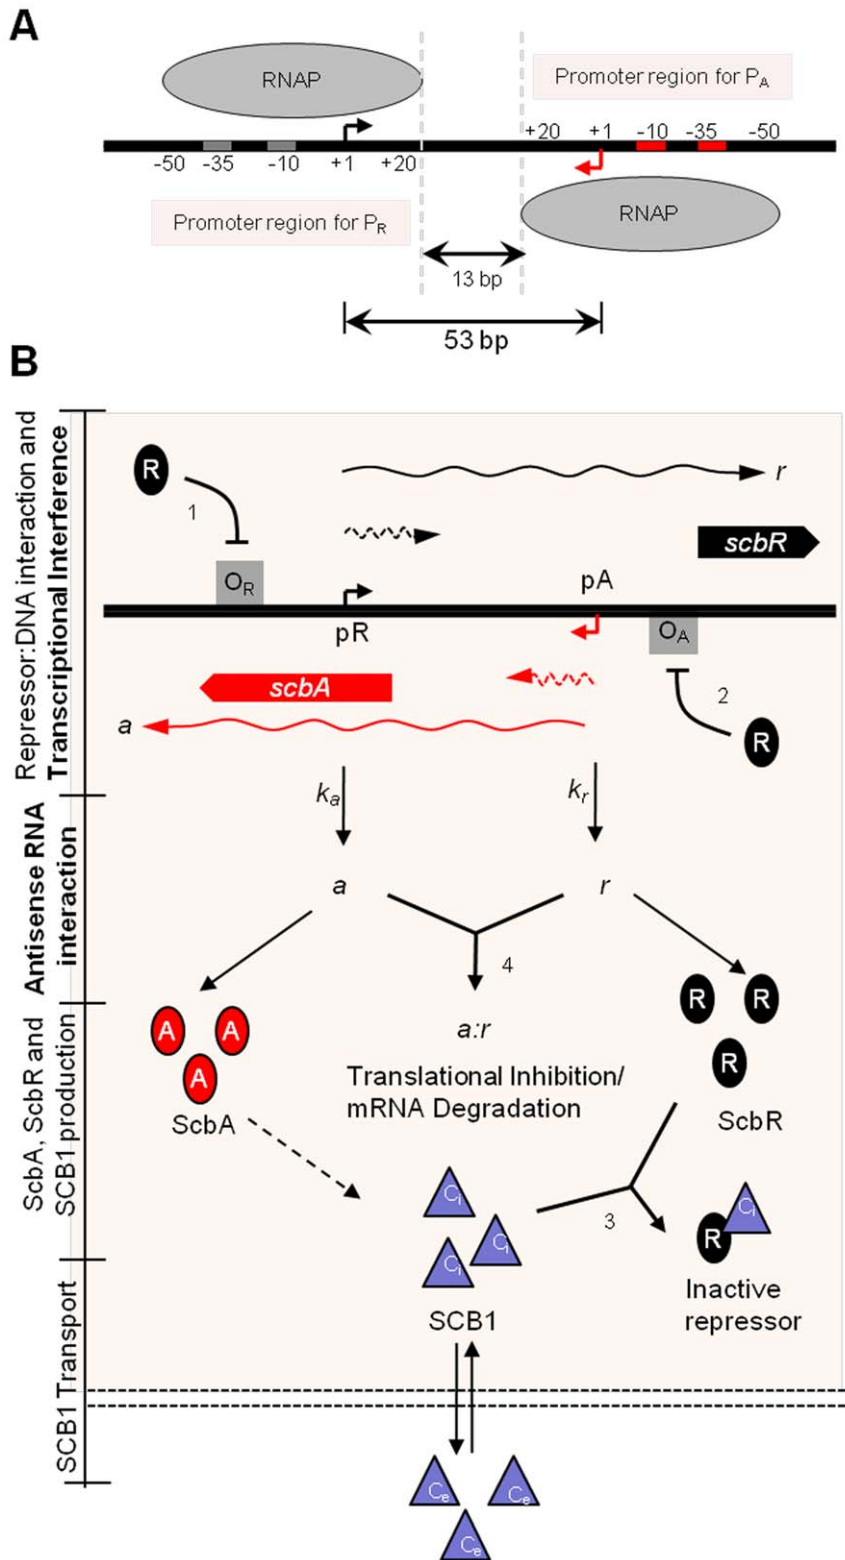 A
RNAP
Promoter region for PA
+20 +1 -10 -35 -50
-50 -35 -10 +1 +20
Promoter region for PR
RNAP
13 bp
53 bp
B
Repressor:DNA interaction and
Transcriptional Interference
R
1
r
scbR
OR
pA
pR
OA
scbA
2
a
R
ka
kr
Antisense RNA
interaction
a
r
4
a:r
Translational Inhibition/
mRNA Degradation
ScbA, ScbR and
SCB1 production
A A
A
ScbA
R R
R
ScbR
Ci
Ci
Ci
SCB1
3
R Ci
Inactive
repressor
SCB1 Transport
Ce Ce
Ce